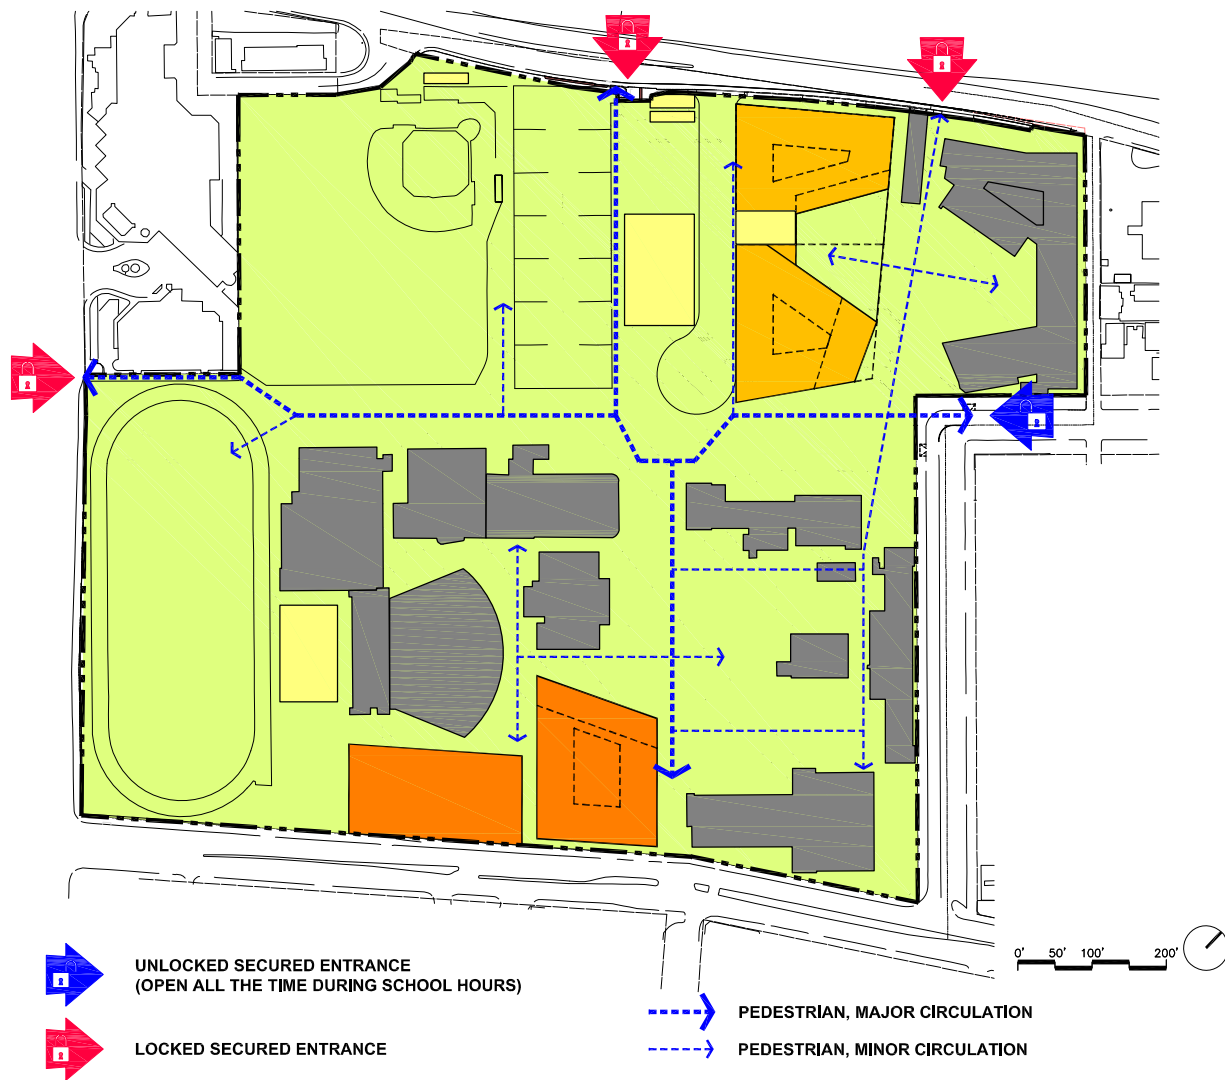 0' 50' 100' 200'
UNLOCKED SECURED ENTRANCE
(OPEN ALL THE TIME DURING SCHOOL HOURS)
PEDESTRIAN, MAJOR CIRCULATION
LOCKED SECURED ENTRANCE
PEDESTRIAN, MINOR CIRCULATION